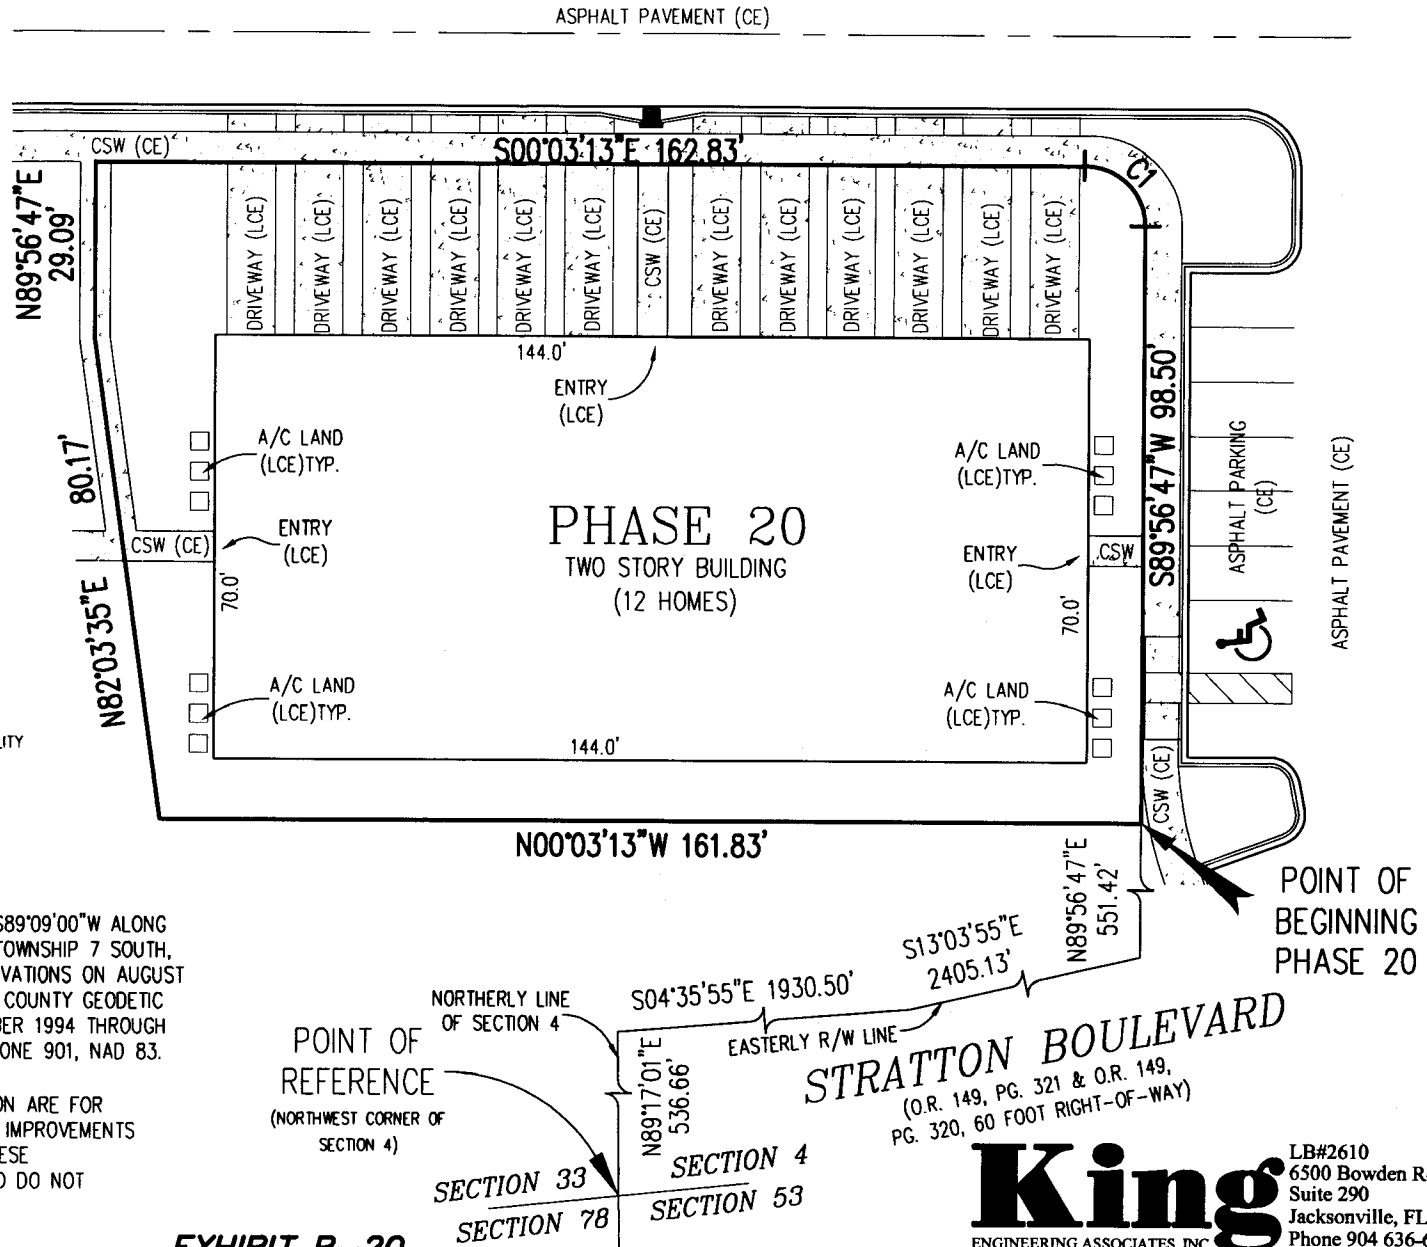 ASPHALT PAVEMENT (CE)
CSW (CE)
S00°03'13"E 162.83'
C1
N89°56'47"E
29.09'
DRIVEWAY (LCE)
DRIVEWAY (LCE)
DRIVEWAY (LCE)
DRIVEWAY (LCE)
DRIVEWAY (LCE)
DRIVEWAY (LCE)
CSW (CE)
DRIVEWAY (LCE)
DRIVEWAY (LCE)
DRIVEWAY (LCE)
DRIVEWAY (LCE)
DRIVEWAY (LCE)
DRIVEWAY (LCE)
144.0'
ENTRY
(LCE)
A/C LAND
(LCE)TYP.
A/C LAND
(LCE)TYP.
80.17'
S89°56'47"W 98.50'
ASPHALT PARKING
(CE)
ASPHALT PAVEMENT (CE)
PHASE 20
TWO STORY BUILDING
(12 HOMES)
ENTRY
(LCE)
CSW (CE)
ENTRY
(LCE)
CSW
70.0'
70.0'
N82°03'35"E
A/C LAND
(LCE)TYP.
A/C LAND
(LCE)TYP.
144.0'
CSW (CE)
LITY
N00°03'13"W 161.83'
N89°56'47"E
551.42'
POINT OF
BEGINNING
PHASE 20
S89°09'00"W ALONG
TOWNSHIP 7 SOUTH,
VATIONS ON AUGUST
COUNTY GEODETIC
BER 1994 THROUGH
ONE 901, NAD 83.
ON ARE FOR
IMPROVEMENTS
ESE
D DO NOT
S13°03'55"E
2405.13'
S04°35'55"E 1930.50'
NORTHERLY LINE
OF SECTION 4
EASTERLY R/W LINE
POINT OF
REFERENCE
(NORTHWEST CORNER OF
SECTION 4)
N89°17'01"E
536.66'
STRATTON BOULEVARD
(O.R. 149, PG. 321 & O.R. 149,
PG. 320, 60 FOOT RIGHT-OF-WAY)
SECTION 33
SECTION 4
SECTION 78
SECTION 53
King
ENGINEERING ASSOCIATES, INC
LB#2610
6500 Bowden R
Suite 290
Jacksonville, FL
Phone 904 636-
EXHIBIT B-20